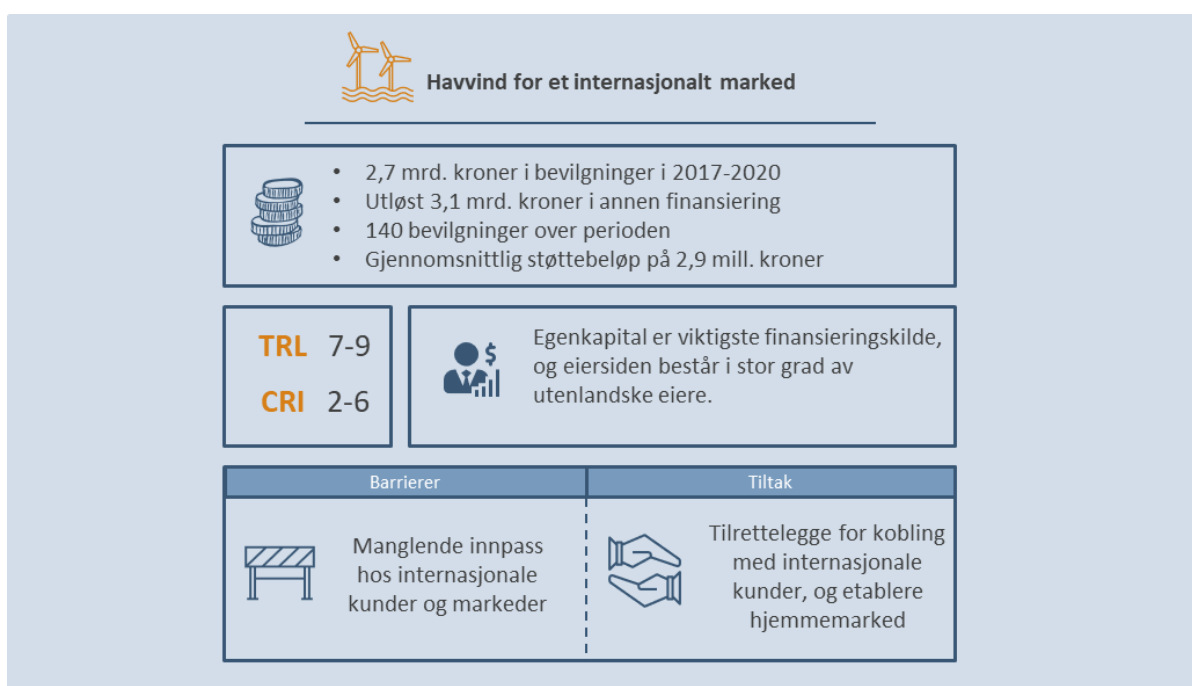 Havvind for et internasjonalt marked
• 2,7 mrd. kroner i bevilgninger i 2017-2020
• Utløst 3,1 mrd. kroner i annen finansiering
• 140 bevilgninger over perioden
• Gjennomsnittlig støttebeløp på 2,9 mill. kroner
TRL 7-9
CRI 2-6
$
Egenkapital er viktigste finansieringskilde,
og eiersiden består i stor grad av
utenlandske eiere.
Barrierer
Manglende innpass
hos internasjonale
kunder og markeder
Tiltak
Tilrettelegge for kobling
med internasjonale
kunder, og etablere
hjemmemarked